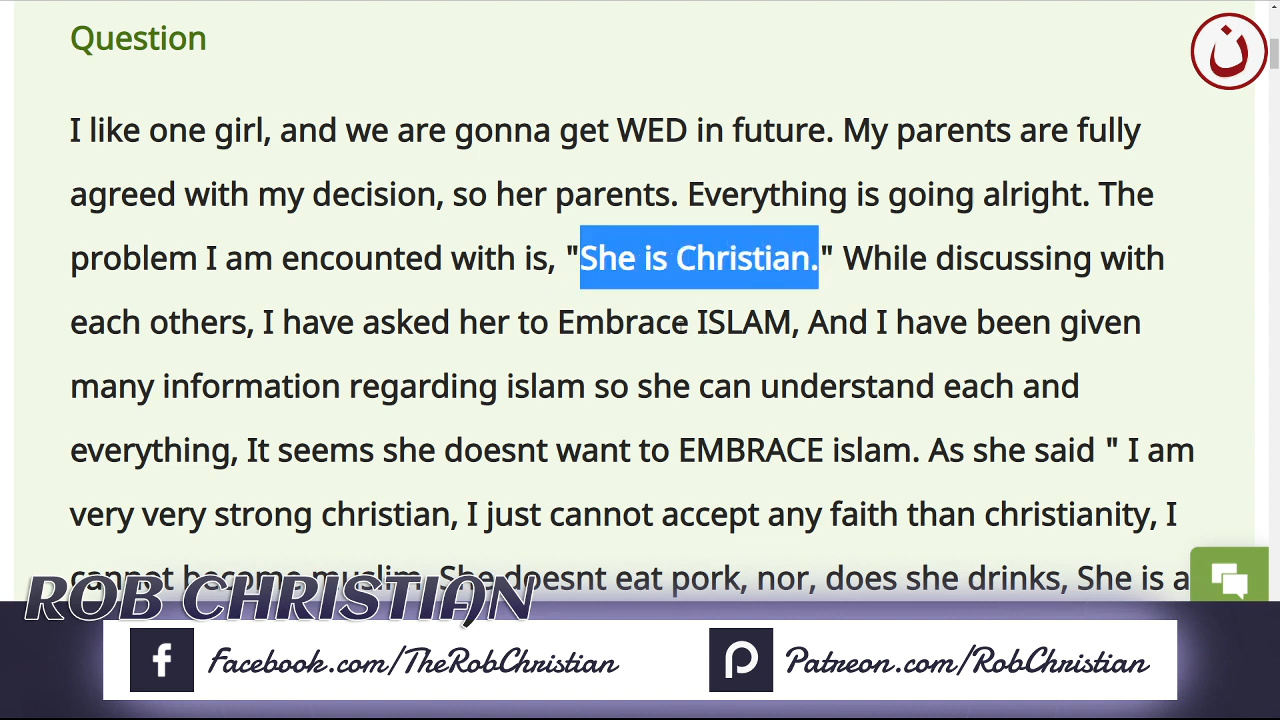 Question
ن
I like one girl, and we are gonna get WED in future. My parents are fully
agreed with my decision, so her parents. Everything is going alright. The
problem I am encounted with is, "She is Christian." While discussing with
each others, I have asked her to Embrace ISLAM, And I have been given
many information regarding islam so she can understand each and
everything, It seems she doesnt want to EMBRACE islam. As she said " I am
very very strong christian, I just cannot accept any faith than christianity, I
cannot become muslim. She doesnt eat pork, nor, does she drinks, She is a
ROB CHRISTIAN
Facebook.com/TheRobChristian
Patreon.com/RobChristian